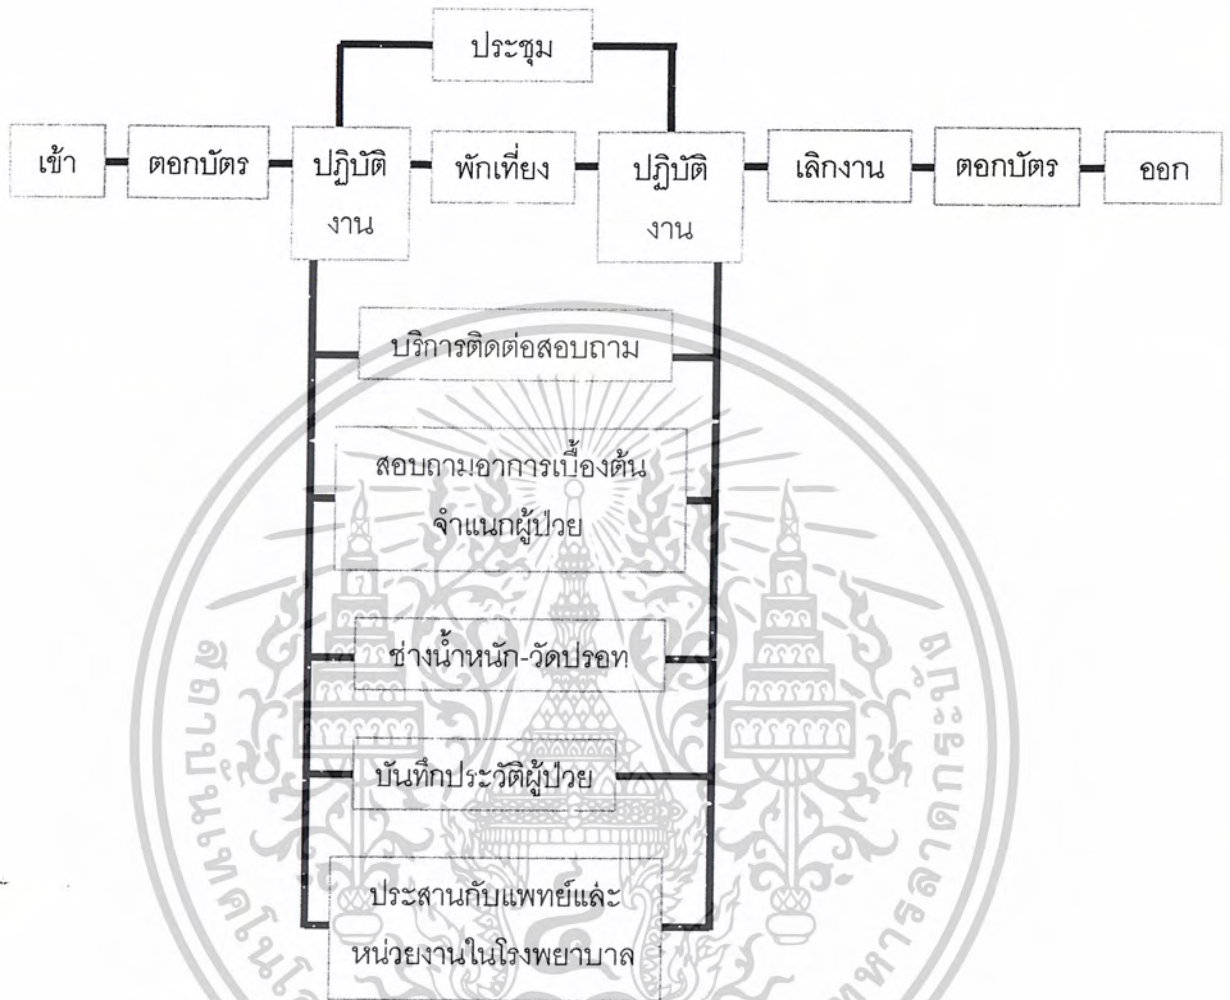 ประชุม
เข้า
ตอกบัตร
ปฏิบัติ
งาน
พักเที่ยง
ปฏิบัติ
งาน
เลิกงาน
ตอกบัตร
ออก
บริการติดต่อสอบถาม
สอบถามอาการเบื้องต้น
จำแนกผู้ป่วย
ช่างน้ำหนัก-วัดปรอท
บันทึกประวัติผู้ป่วย
ประสานกับแพทย์และ
หน่วยงานในโรงพยาบาล